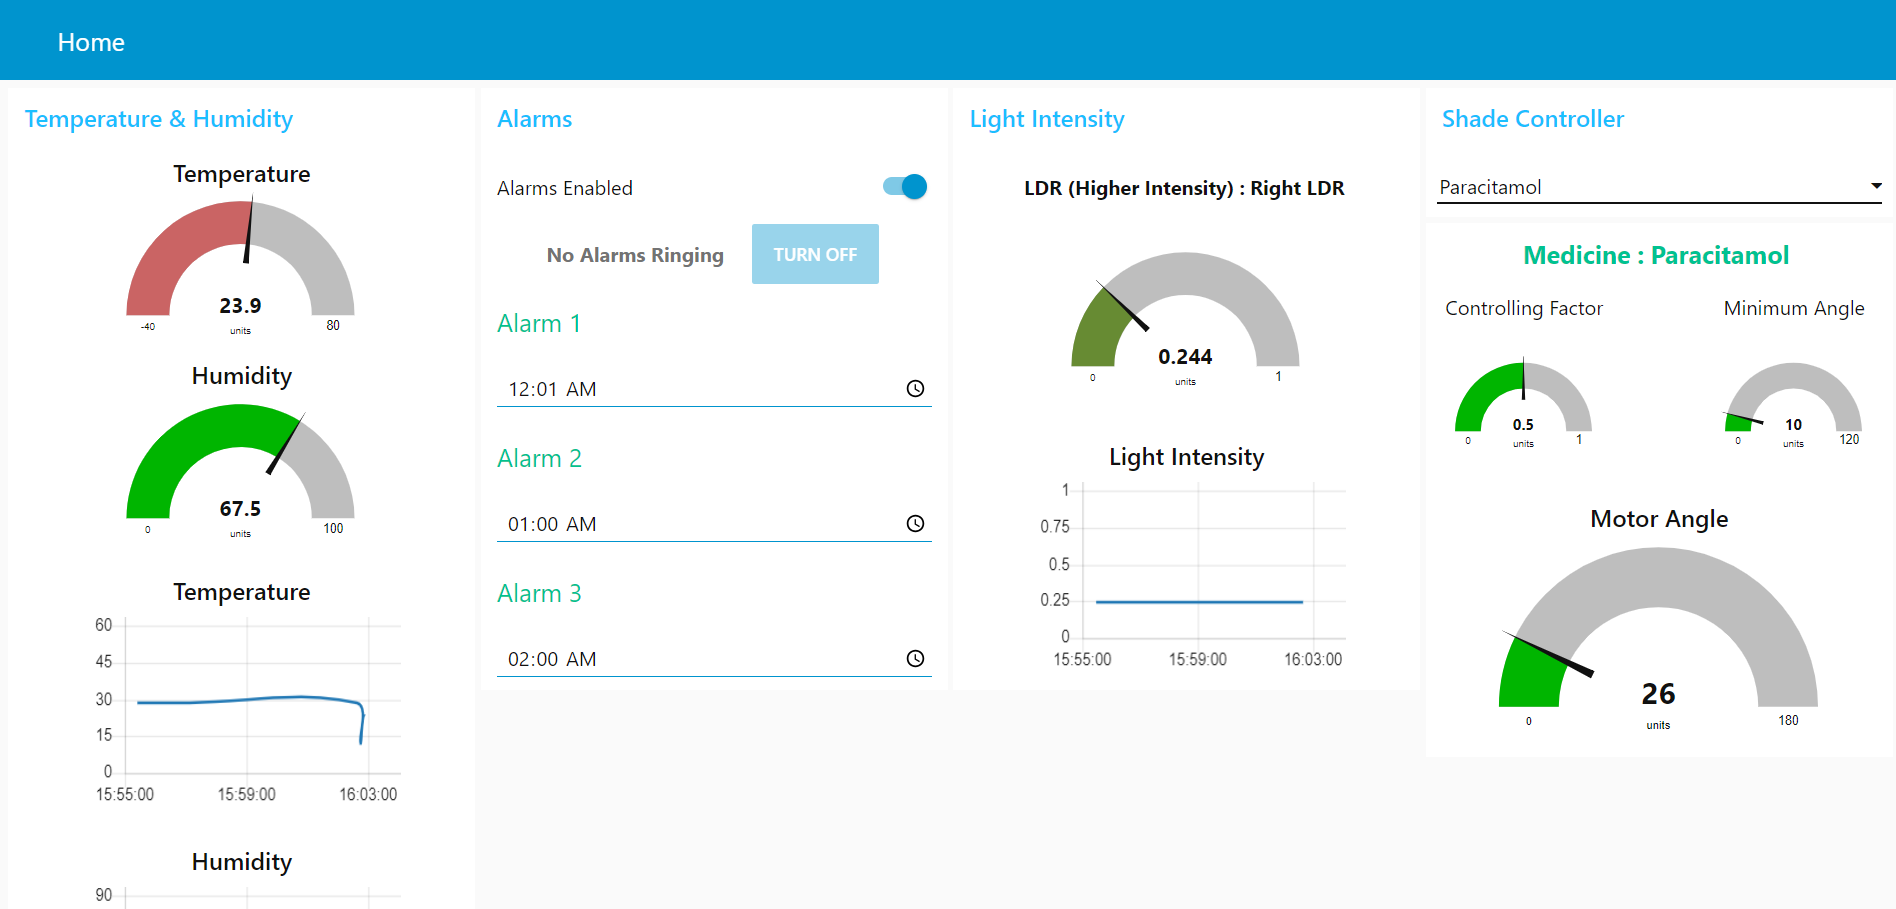 Home
Temperature & Humidity
Temperature
23.9
units
-40
80
Humidity
67.5
units
0
100
Temperature
60
45
30
15
0
15:55:00
15:59:00
16:03:00
Humidity
90
Alarms
Alarms Enabled
No Alarms Ringing
TURN OFF
Alarm 1
12:01 AM
Alarm 2
01:00 AM
Alarm 3
02:00 AM
Light Intensity
LDR (Higher Intensity) : Right LDR
0.244
units
0
1
Light Intensity
1
0.75
0.5
0.25
0
15:55:00
15:59:00
16:03:00
Shade Controller
Paracitamol
Medicine : Paracitamol
Controlling Factor
0.5
units
0
1
Minimum Angle
10
units
0
120
Motor Angle
26
units
0
180